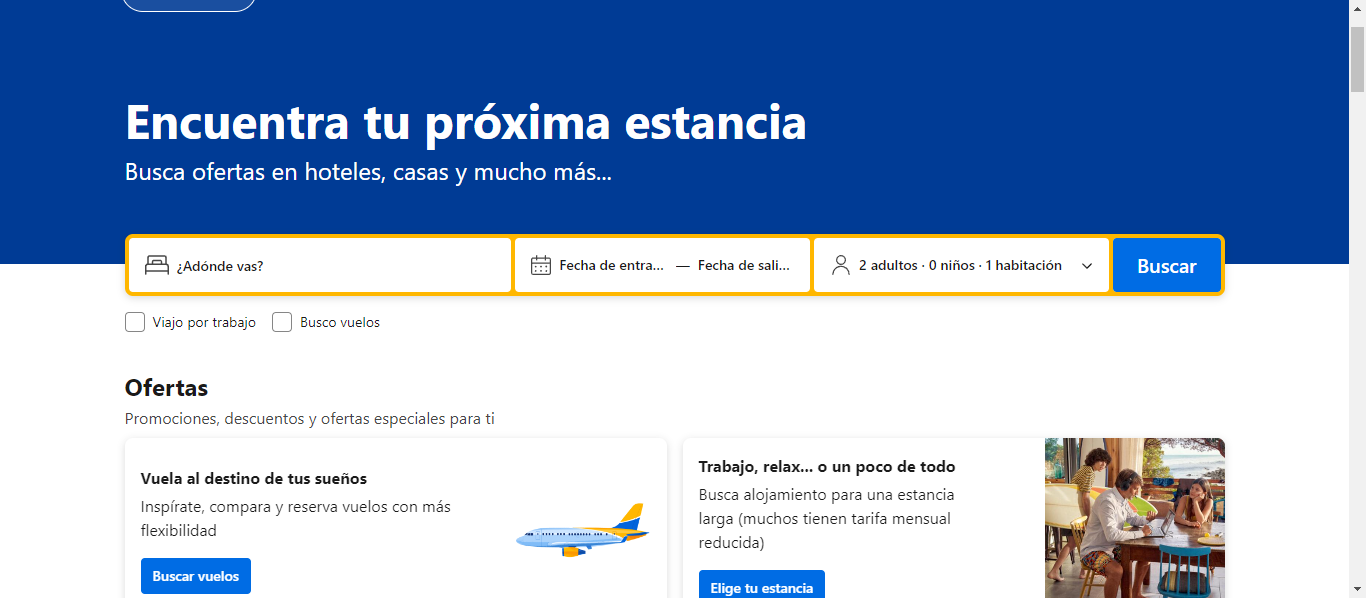 Encuentra tu próxima estancia
Busca ofertas en hoteles, casas y mucho más...
¿Adónde vas?
Fecha de entra... — Fecha de sali...
2 adultos · 0 niños · 1 habitación
Buscar
Viajo por trabajo
Busco vuelos
Ofertas
Promociones, descuentos y ofertas especiales para ti
Vuela al destino de tus sueños
Inspírate, compara y reserva vuelos con más
flexibilidad
Buscar vuelos
Trabajo, relax... o un poco de todo
Busca alojamiento para una estancia
larga (muchos tienen tarifa mensual
reducida)
Elige tu estancia